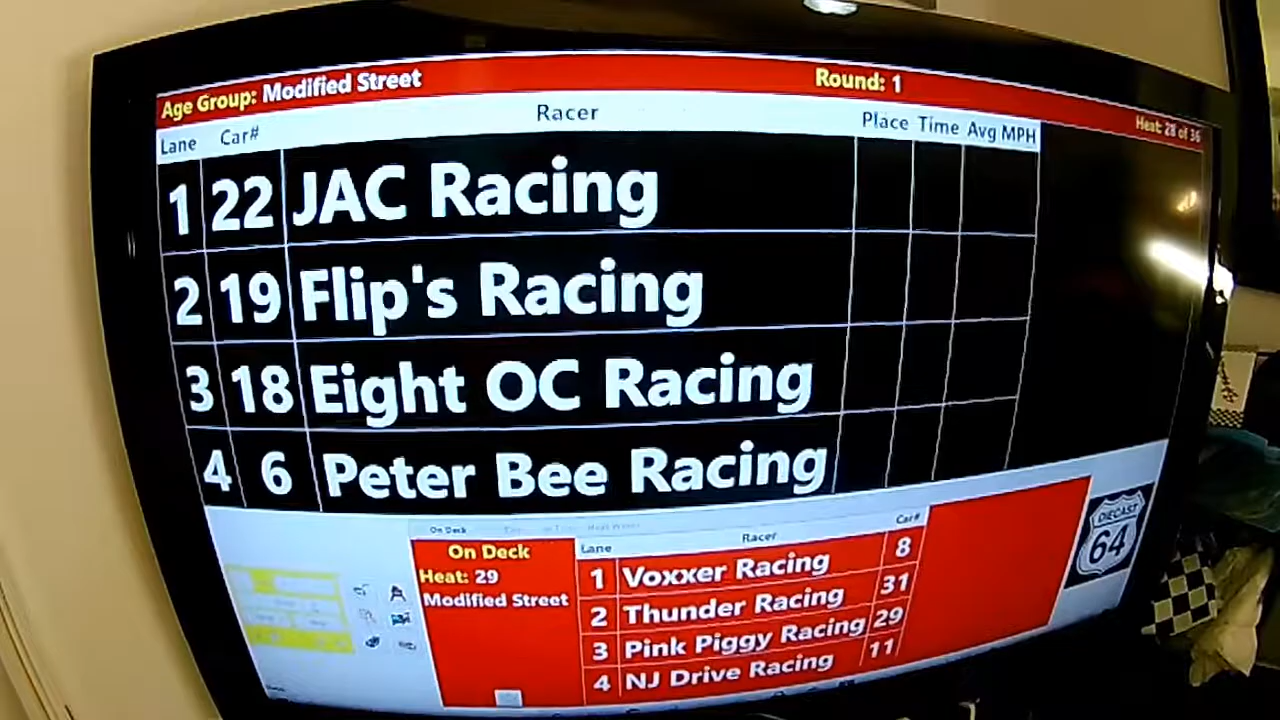 Age Group: Modified Street Round: 1 Heat: 28 of 36
Lane Car# Racer Place Time Avg MPH
1 22 JAC Racing
2 19 Flip's Racing
3 18 Eight OC Racing
4 6 Peter Bee Racing
On Deck
On Deck
Heat: 29
Modified Street
Lane Racer Car#
1 Voxxer Racing 8
2 Thunder Racing 31
3 Pink Piggy Racing 29
4 NJ Drive Racing 11
DIECAST
64